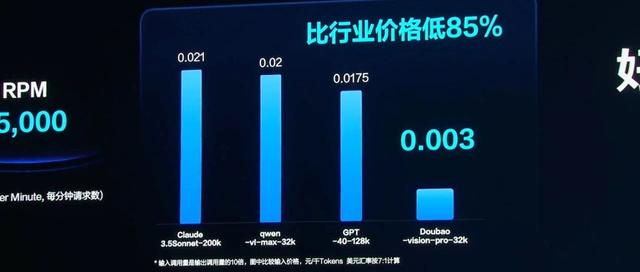 比行业价格低85%
RPM
5,000
er Minute, 每分钟请求数)
0.021
0.02
0.0175
0.003
Claude
3.5Sonnet-200k
qwen
-vl-max-32k
GPT
-4o-128k
Doubao
-vision-pro-32k
* 输入调用量是输出调用量的10倍，图中比较输入价格，元/千Tokens 美元汇率按7:1计算